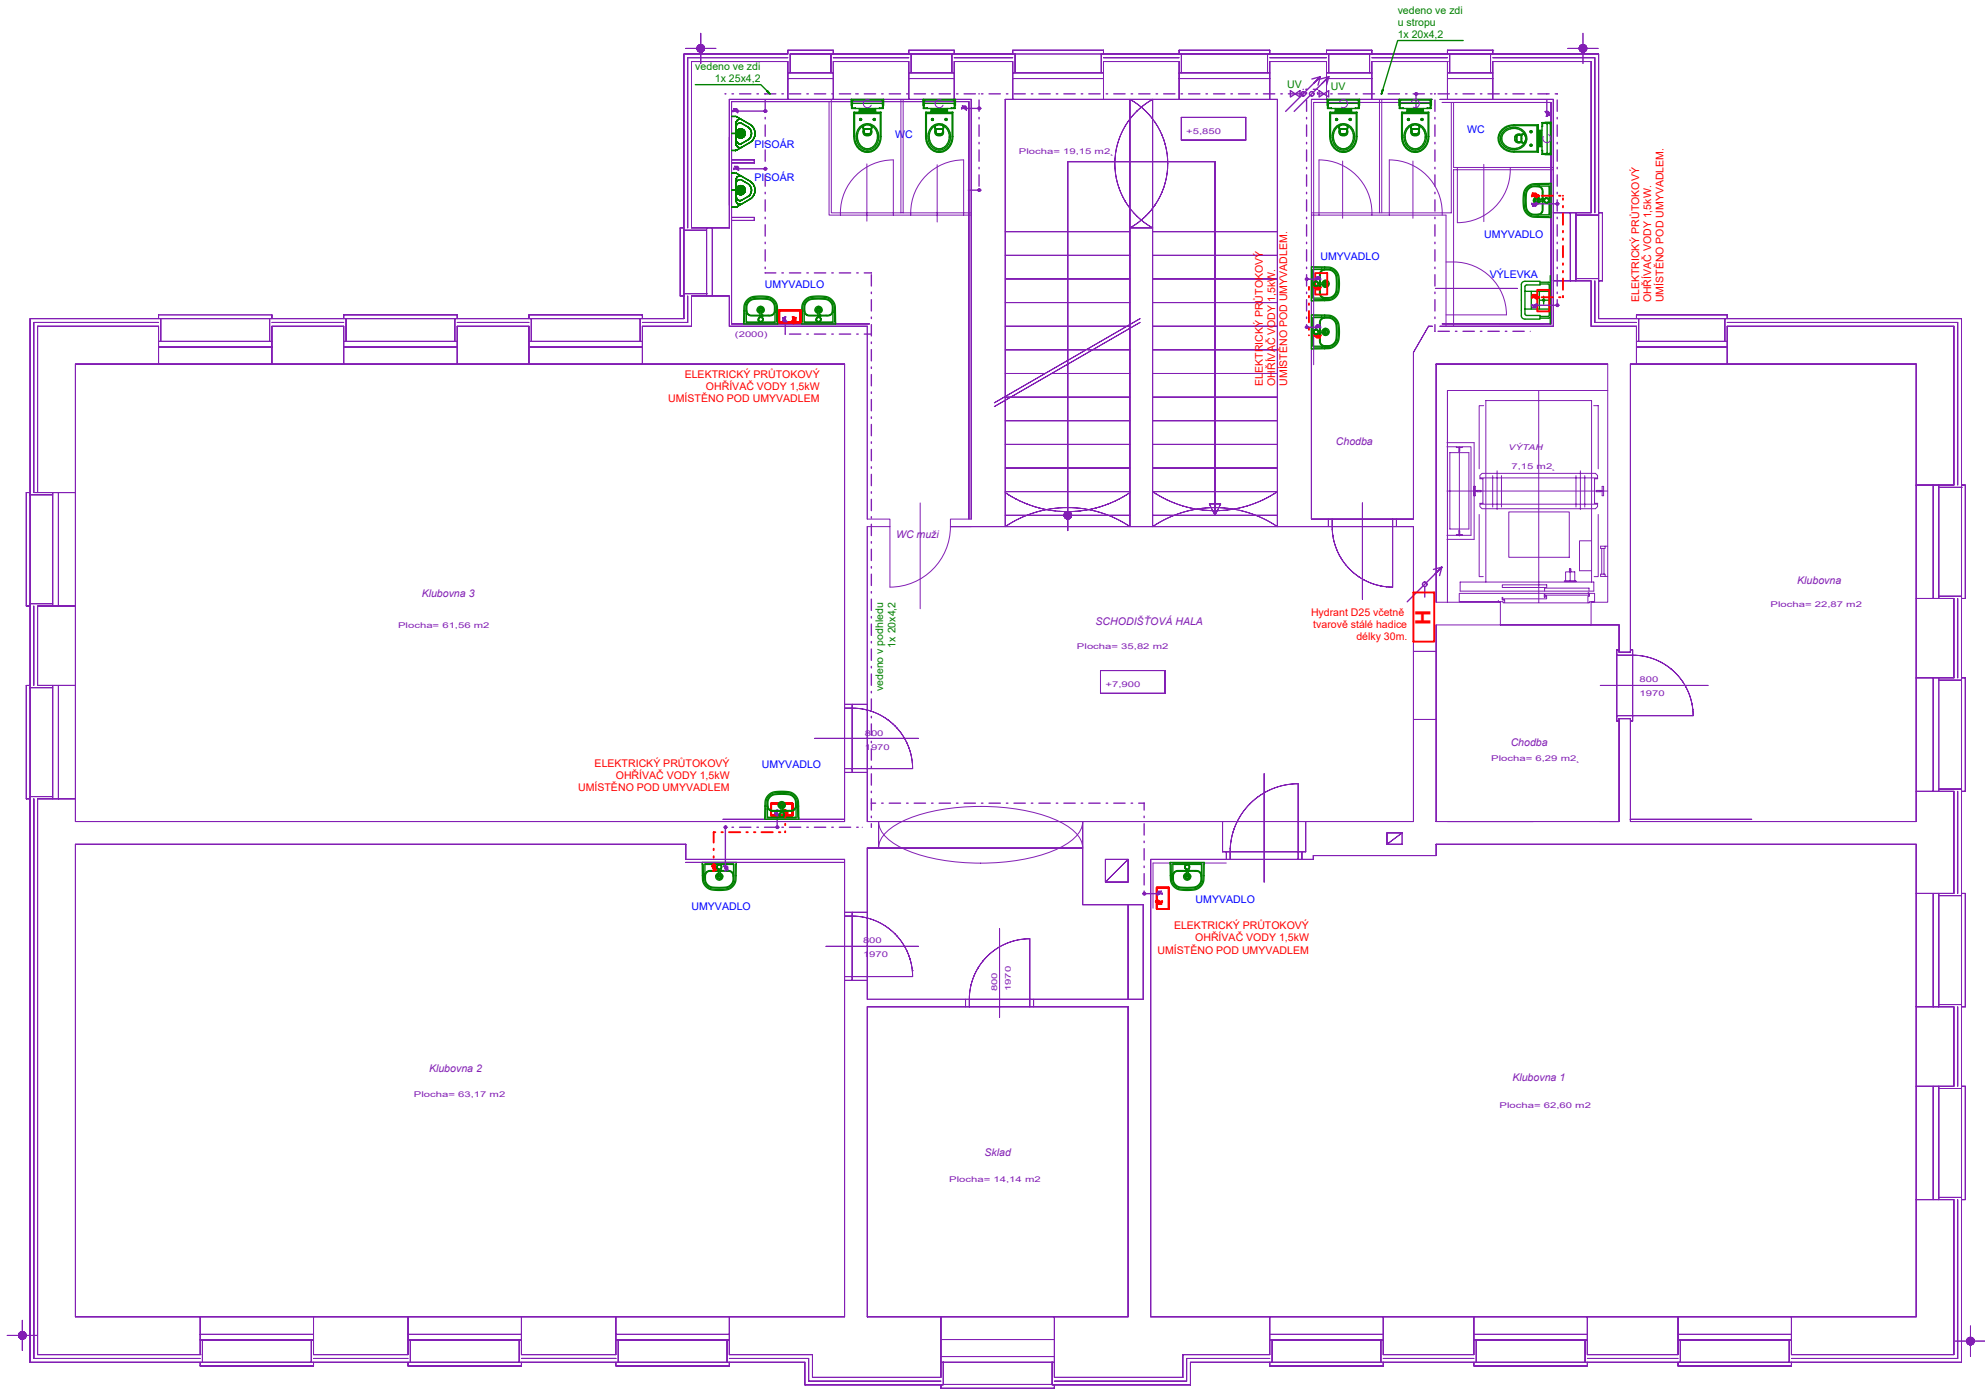 vedeno ve zdi
u stropu
1x 20x4,2
vedeno ve zdi
1x 25x4,2
UV
UV
PISOÁR
PISOÁR
WC
Plocha= 19,15 m2
+5,850
WC
UMYVADLO
UMYVADLO
VÝLEVKA
UMYVADLO
(2000)
ELEKTRICKÝ PRŮTOKOVÝ
OHŘÍVAČ VODY 1,5kW
UMÍSTĚNO POD UMYVADLEM
ELEKTRICKÝ PRŮTOKOVÝ
OHŘÍVAČ VODY 1,5kW.
UMÍSTĚNO POD UMYVADLEM.
ELEKTRICKÝ PRŮTOKOVÝ
OHŘÍVAČ VODY 1,5kW.
UMÍSTĚNO POD UMYVADLEM.
Chodba
VÝTAH
7,15 m2
WC muži
Klubovna 3
Plocha= 61,56 m2
vedeno v podhledu
1x 20x4,2
SCHODIŠŤOVÁ HALA
Plocha= 35,82 m2
+7,900
Hydrant D25 včetně
tvarově stálé hadice
délky 30m.
H
Klubovna
Plocha= 22,87 m2
800
1970
Chodba
Plocha= 6,29 m2
800
1970
ELEKTRICKÝ PRŮTOKOVÝ
OHŘÍVAČ VODY 1,5kW
UMÍSTĚNO POD UMYVADLEM
UMYVADLO
UMYVADLO
UMYVADLO
ELEKTRICKÝ PRŮTOKOVÝ
OHŘÍVAČ VODY 1,5kW
UMÍSTĚNO POD UMYVADLEM
800
1970
800
1970
Klubovna 2
Plocha= 63,17 m2
Klubovna 1
Plocha= 62,60 m2
Sklad
Plocha= 14,14 m2